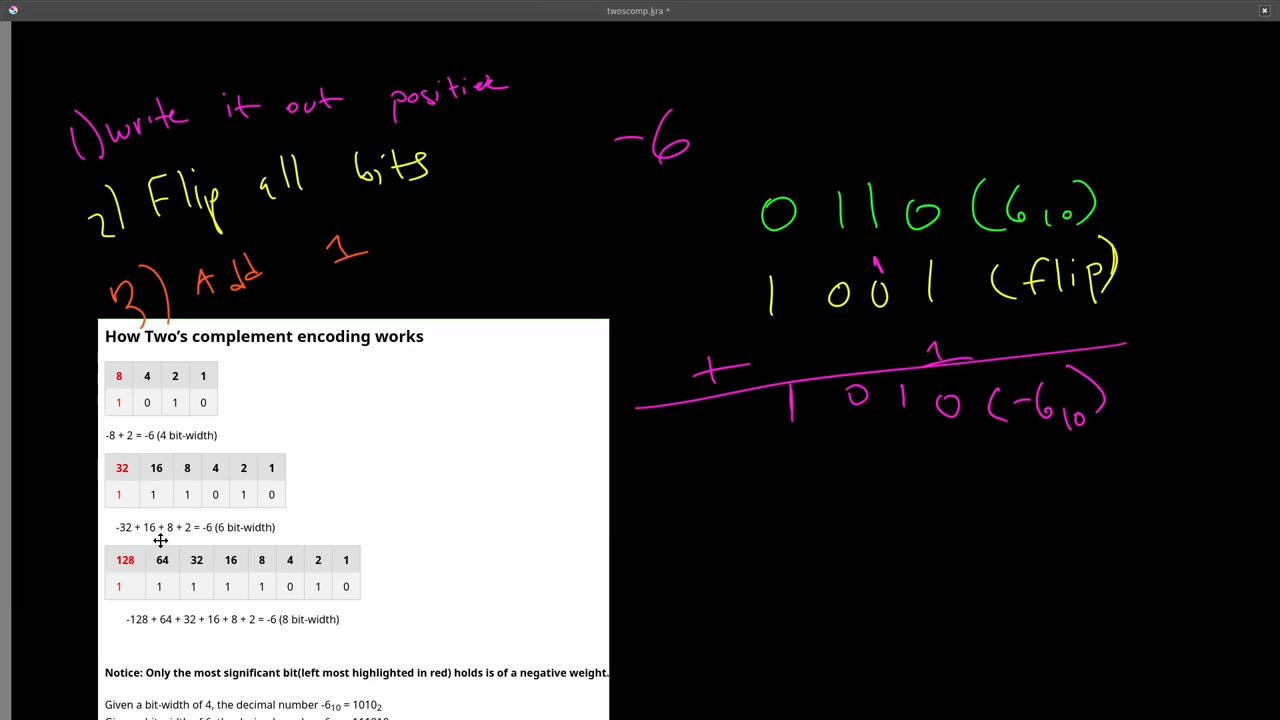 twoscomp.kra *
1) write it out positive
2) Flip all bits
3) Add 1
-6
0 1 1 0 (6 10)
1
1 0 0 1 (flip)
+ 1
1 0 1 0 (-6 10)
How Two’s complement encoding works
8 4 2 1
1 0 1 0
-8 + 2 = -6 (4 bit-width)
32 16 8 4 2 1
1 1 1 0 1 0
-32 + 16 + 8 + 2 = -6 (6 bit-width)
128 64 32 16 8 4 2 1
1 1 1 1 1 0 1 0
-128 + 64 + 32 + 16 + 8 + 2 = -6 (8 bit-width)
Notice: Only the most significant bit(left most highlighted in red) holds is of a negative weight.
Given a bit-width of 4, the decimal number -6₁₀ = 1010₂